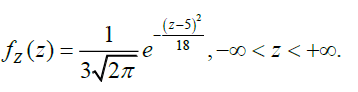 f_Z(z) = \frac{1}{3\sqrt{2\pi}} e^{-\frac{(z-5)^2}{18}}, -\infty < z < +\infty.